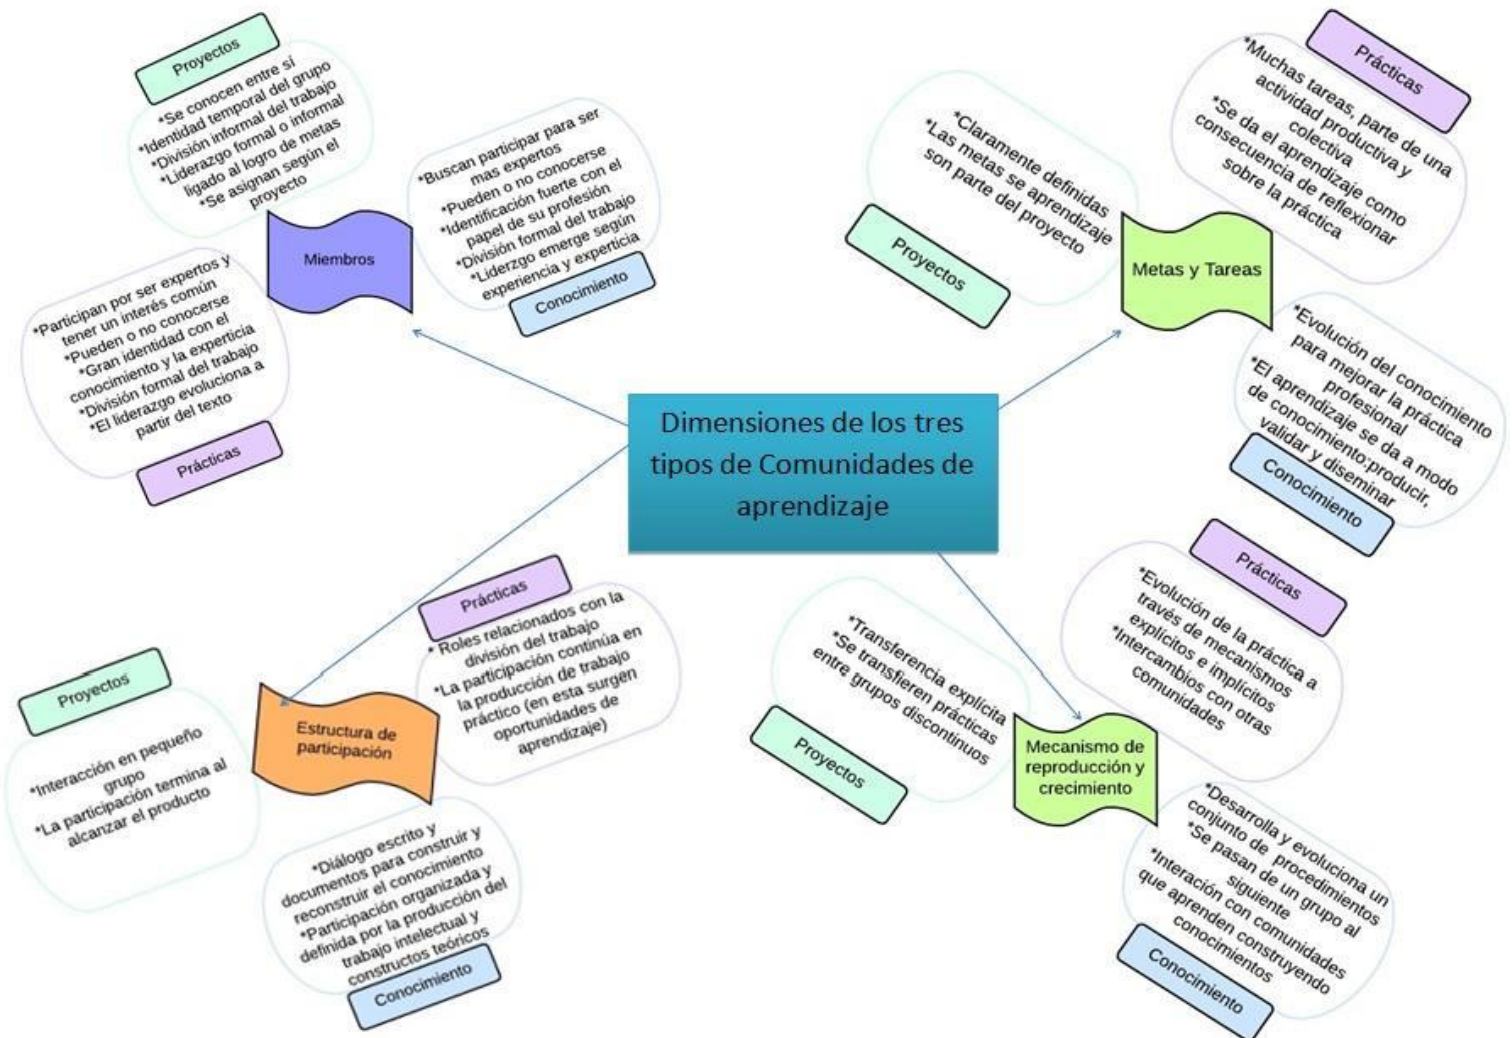 Dimensiones de los tres
tipos de Comunidades de
aprendizaje
Miembros
Proyectos
*Se conocen entre sí
*Identidad temporal del grupo
*División informal del trabajo
*Liderazgo formal o informal
ligado al logro de metas
*Se asignan según el
proyecto
*Buscan participar para ser
mas expertos
*Pueden o no conocerse
*Identificación fuerte con el
papel de su profesión
*División formal del trabajo
*Liderzgo emerge según
experiencia y experticia
Conocimiento
*Participan por ser expertos y
tener un interés común
*Pueden o no conocerse
*Gran identidad con el
conocimiento y la experticia
*División formal del trabajo
*El liderazgo evoluciona a
partir del texto
Prácticas
Metas y Tareas
Prácticas
*Muchas tareas, parte de una
actividad productiva y
colectiva
*Se da el aprendizaje como
consecuencia de reflexionar
sobre la práctica
*Claramente definidas
*Las metas se aprendizaje
son parte del proyecto
Proyectos
*Evolución del conocimiento
para mejorar la práctica
profesional
*El aprendizaje se da a modo
de conocimiento:producir,
validar y diseminar
Conocimiento
Estructura de
participación
Prácticas
* Roles relacionados con la
división del trabajo
*La participación continúa en
la producción de trabajo
práctico (en esta surgen
oportunidades de
aprendizaje)
Proyectos
*Interacción en pequeño
grupo
*La participación termina al
alcanzar el producto
*Diálogo escrito y
documentos para construir y
reconstruir el conocimiento
*Participación organizada y
definida por la producción del
trabajo intelectual y
constructos teóricos
Conocimiento
Mecanismo de
reproducción y
crecimiento
Prácticas
*Evolución de la práctica a
través de mecanismos
explícitos e implícitos
*Intercambios con otras
comunidades
*Transferencia explícita
*Se transfieren prácticas
entre grupos discontinuos
Proyectos
*Desarrolla y evoluciona un
conjunto de procedimientos
*Se pasan de un grupo al
siguiente
*Interación con comunidades
que aprenden construyendo
conocimientos
Conocimiento